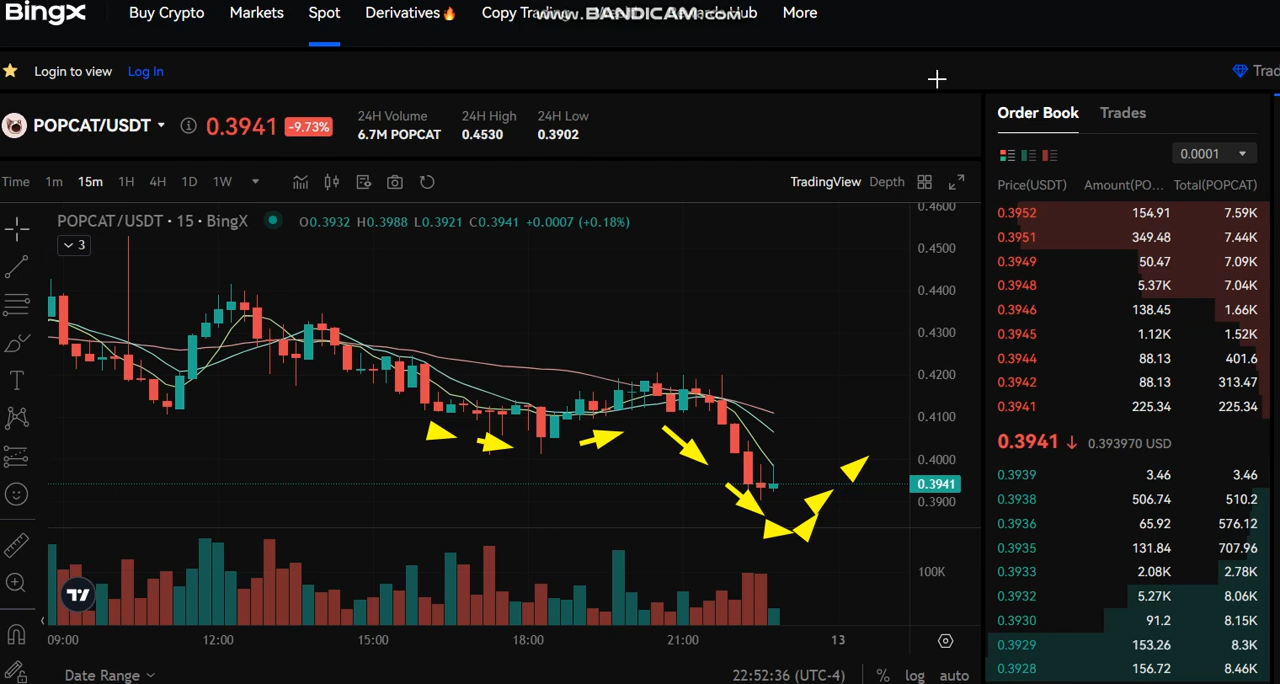 BingX Buy Crypto Markets Spot Derivatives Copy Trading Hub More
www.BANDICAM.com
Login to view Log In Trad
POPCAT/USDT 0.3941 -9.73%
24H Volume 24H High 24H Low
6.7M POPCAT 0.4530 0.3902
Time 1m 15m 1H 4H 1D 1W
TradingView Depth
POPCAT/USDT · 15 · BingX O0.3932 H0.3988 L0.3921 C0.3941 +0.0007 (+0.18%)
3
0.4600
0.4500
0.4400
0.4300
0.4200
0.4100
0.4000
0.3941
0.3900
100K
09:00 12:00 15:00 18:00 21:00 13
Date Range 22:52:36 (UTC-4) % log auto
Order Book Trades
0.0001
Price(USDT) Amount(PO... Total(POPCAT)
0.3952 154.91 7.59K
0.3951 349.48 7.44K
0.3949 50.47 7.09K
0.3948 5.37K 7.04K
0.3946 138.45 1.66K
0.3945 1.12K 1.52K
0.3944 88.13 401.6
0.3942 88.13 313.47
0.3941 225.34 225.34
0.3941 ↓ 0.393970 USD
0.3939 3.46 3.46
0.3938 506.74 510.2
0.3936 65.92 576.12
0.3935 131.84 707.96
0.3933 2.08K 2.78K
0.3932 5.27K 8.06K
0.3930 91.2 8.15K
0.3929 153.26 8.3K
0.3928 156.72 8.46K